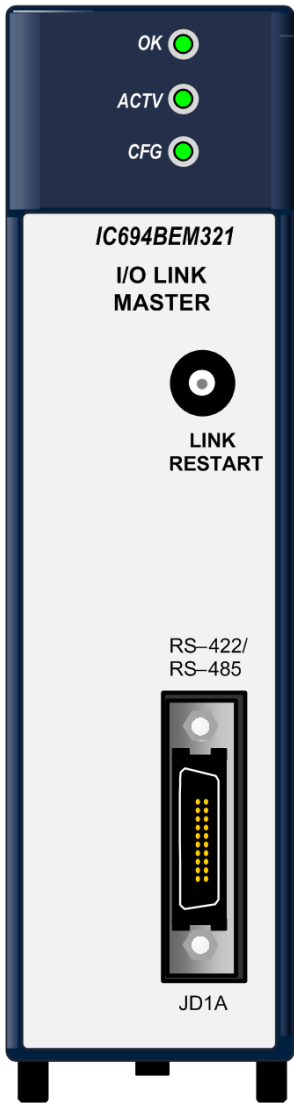 OK
ACTV
CFG
IC694BEM321
I/O LINK
MASTER
LINK
RESTART
RS–422/
RS–485
JD1A